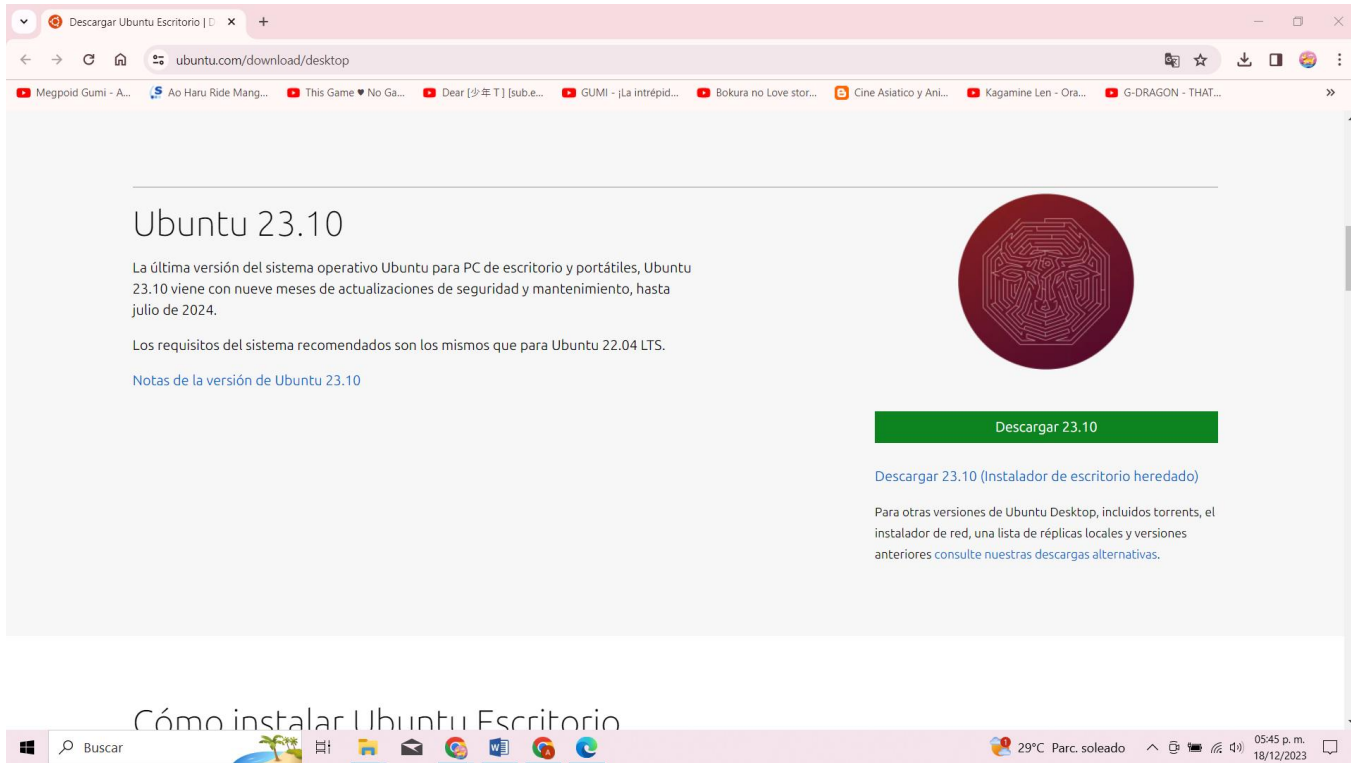 Descargar Ubuntu Escritorio | D
ubuntu.com/download/desktop
Megpoid Gumi - A...
Ao Haru Ride Mang...
This Game ♥ No Ga...
Dear [少年T] [sub.e...
GUMI - ¡La intrépid...
Bokura no Love stor...
Cine Asiatico y Ani...
Kagamine Len - Ora...
G-DRAGON - THAT...
Ubuntu 23.10
La última versión del sistema operativo Ubuntu para PC de escritorio y portátiles, Ubuntu
23.10 viene con nueve meses de actualizaciones de seguridad y mantenimiento, hasta
julio de 2024.
Los requisitos del sistema recomendados son los mismos que para Ubuntu 22.04 LTS.
Notas de la versión de Ubuntu 23.10
Descargar 23.10
Descargar 23.10 (Instalador de escritorio heredado)
Para otras versiones de Ubuntu Desktop, incluidos torrents, el
instalador de red, una lista de réplicas locales y versiones
anteriores consulte nuestras descargas alternativas.
Cómo instalar Ubuntu Escritorio
Buscar
29°C Parc. soleado
05:45 p. m.
18/12/2023